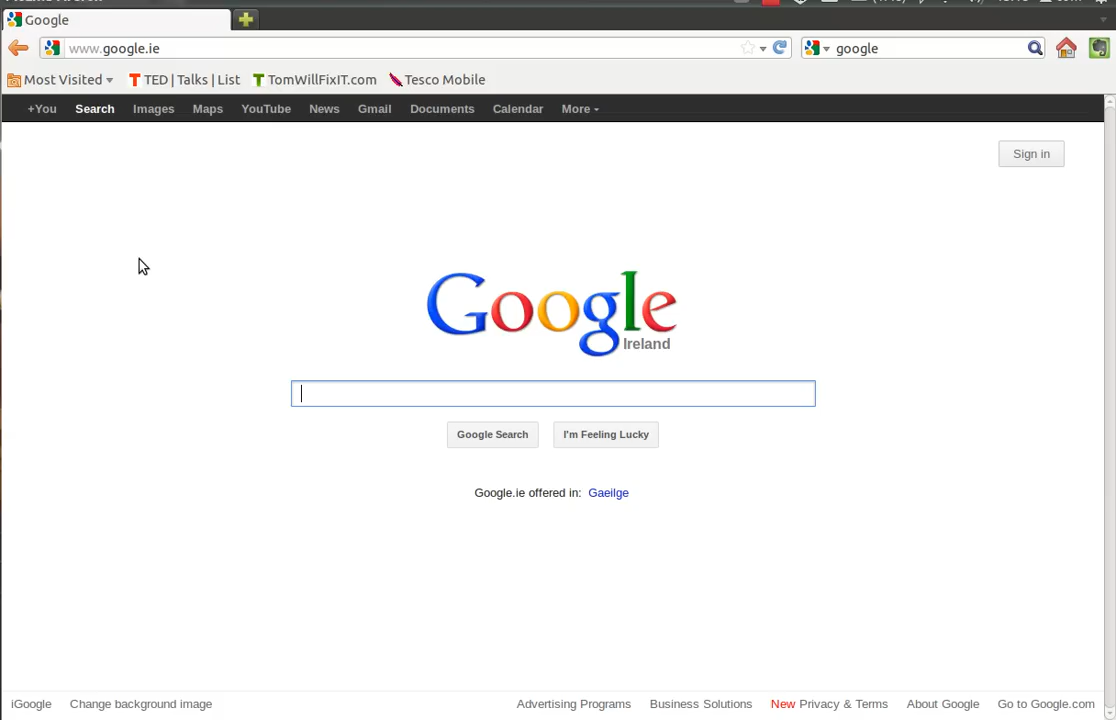 Google
www.google.ie
google
Most Visited
TED | Talks | List
TomWillFixIT.com
Tesco Mobile
+You Search Images Maps YouTube News Gmail Documents Calendar More
Sign in
Google
Ireland
Google Search
I'm Feeling Lucky
Google.ie offered in: Gaeilge
iGoogle Change background image Advertising Programs Business Solutions New Privacy & Terms About Google Go to Google.com